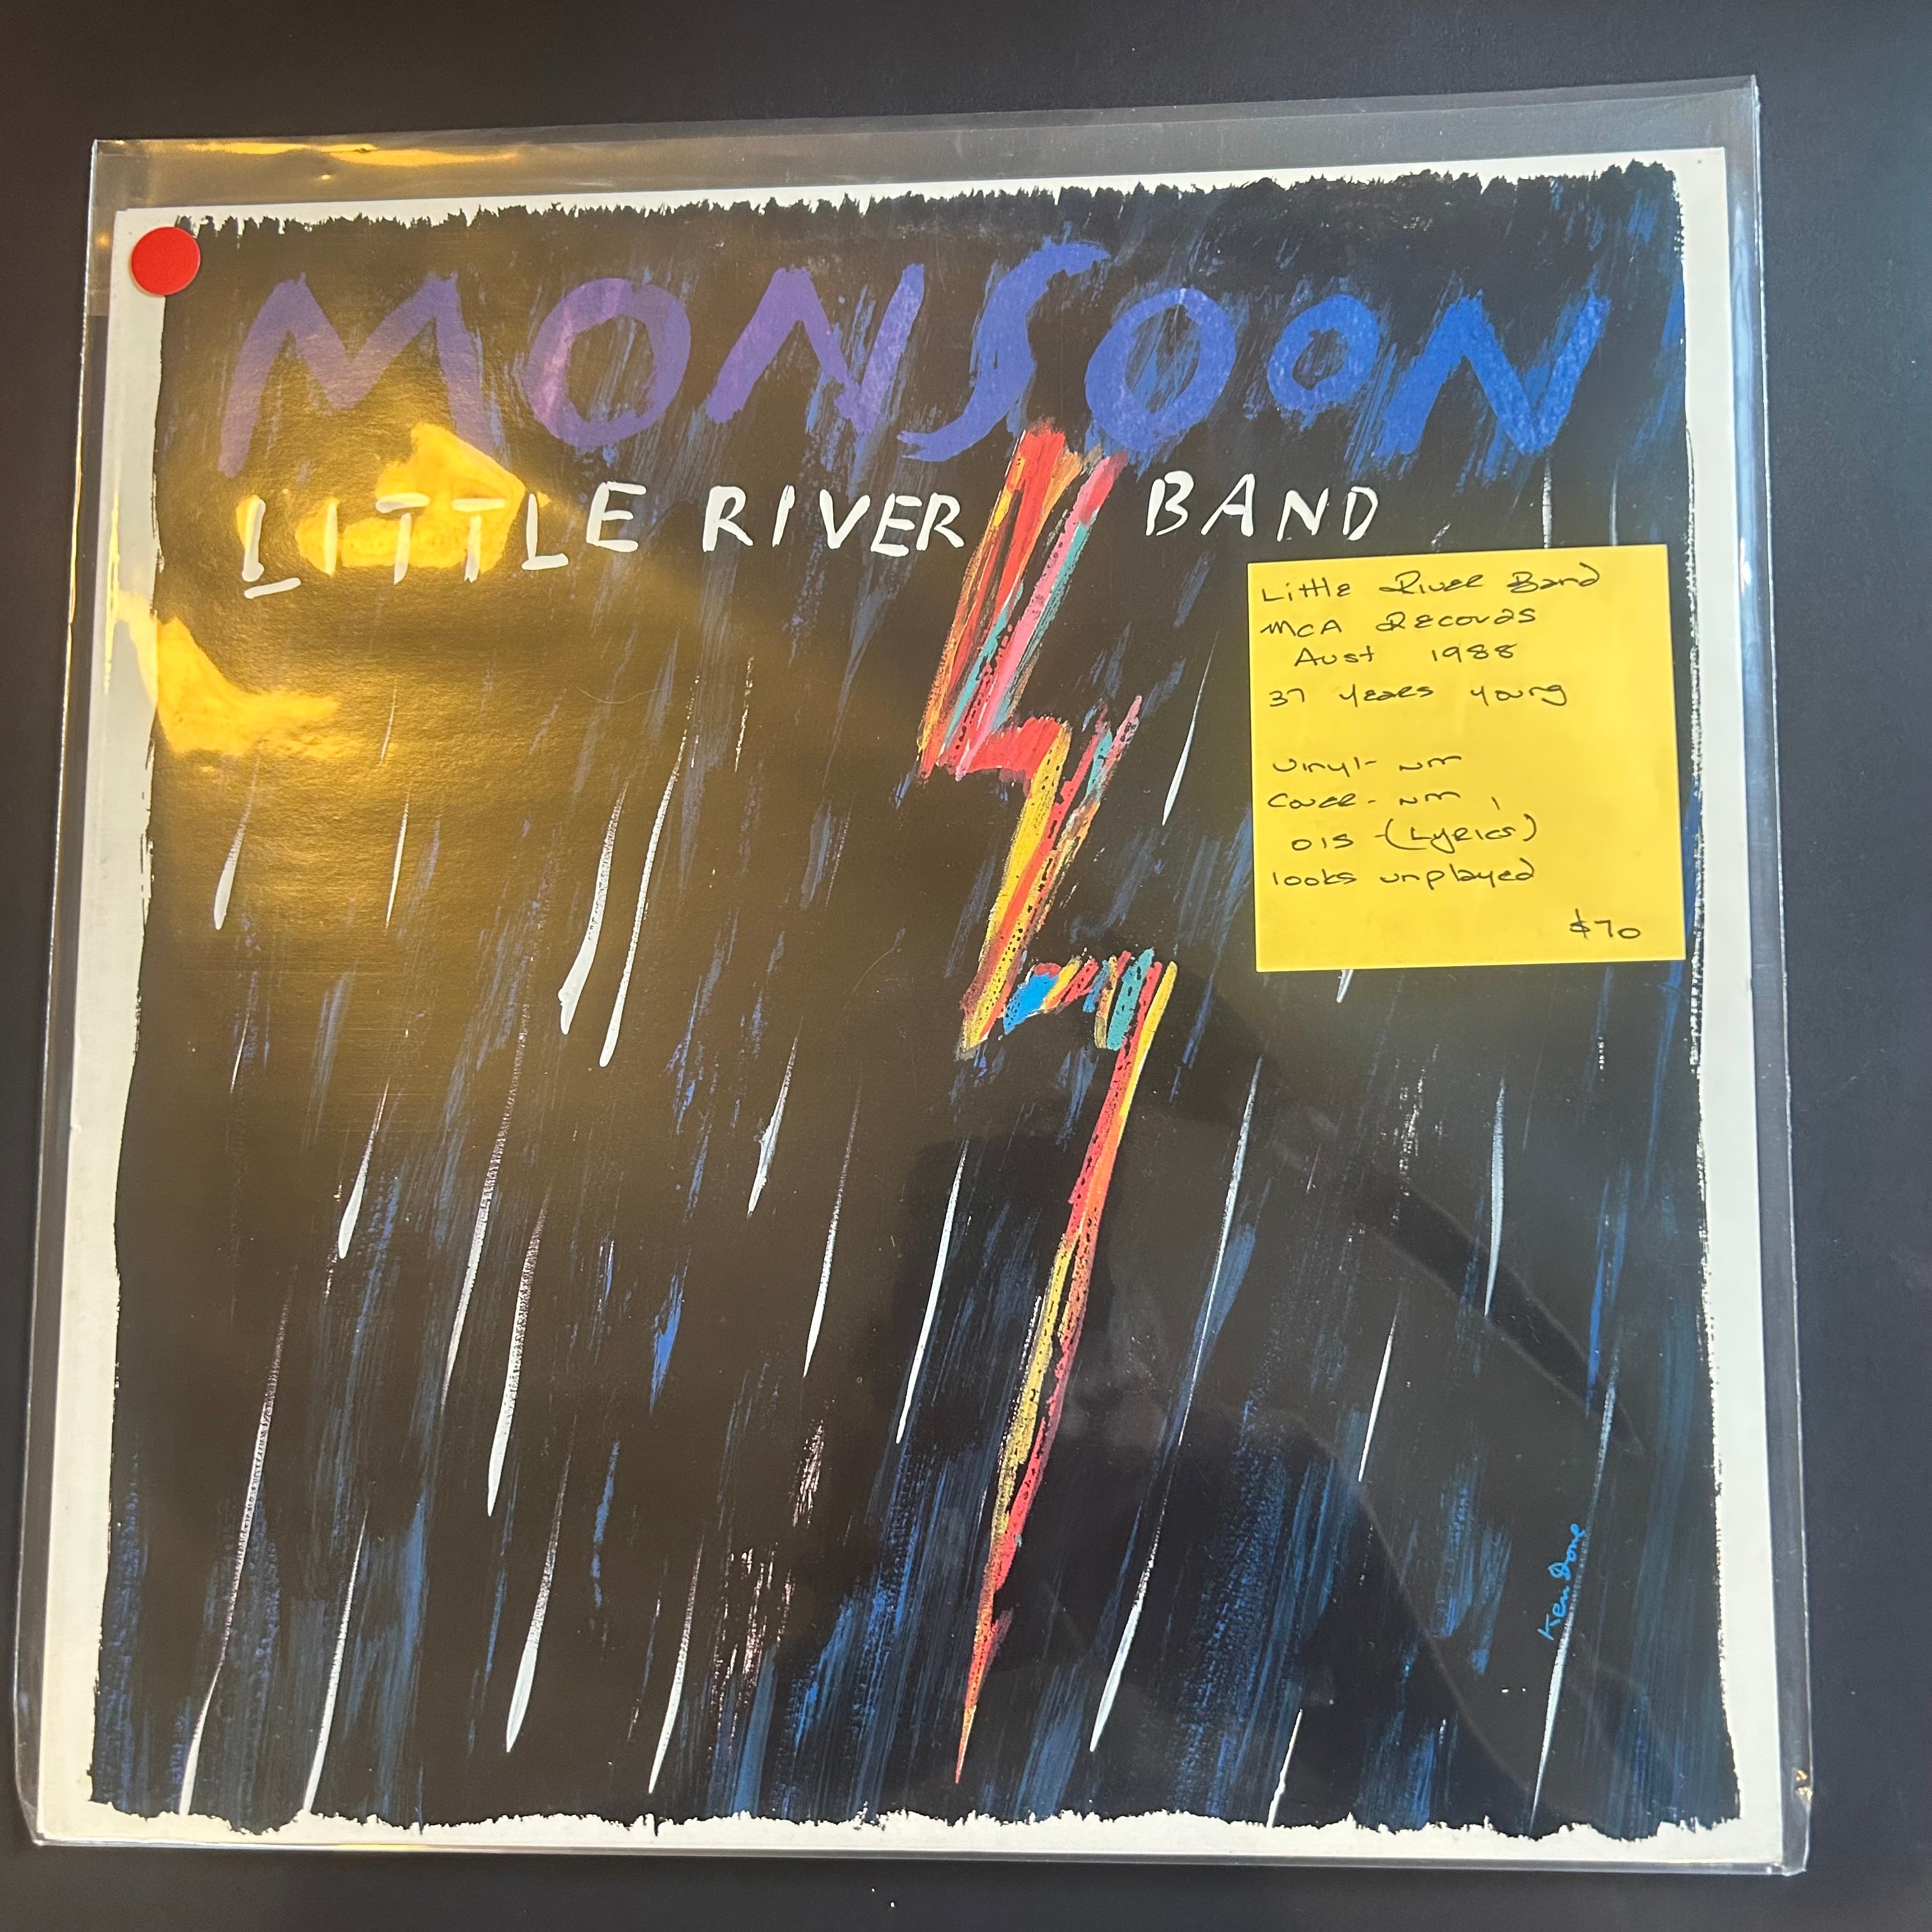 MONSOON
LITTLE RIVER BAND
Little River Band
MCA Records
Aust 1988
37 years young
Vinyl- NM
Cover- NM,
OIS -(Lyrics)
looks unplayed
$70
Ken Done